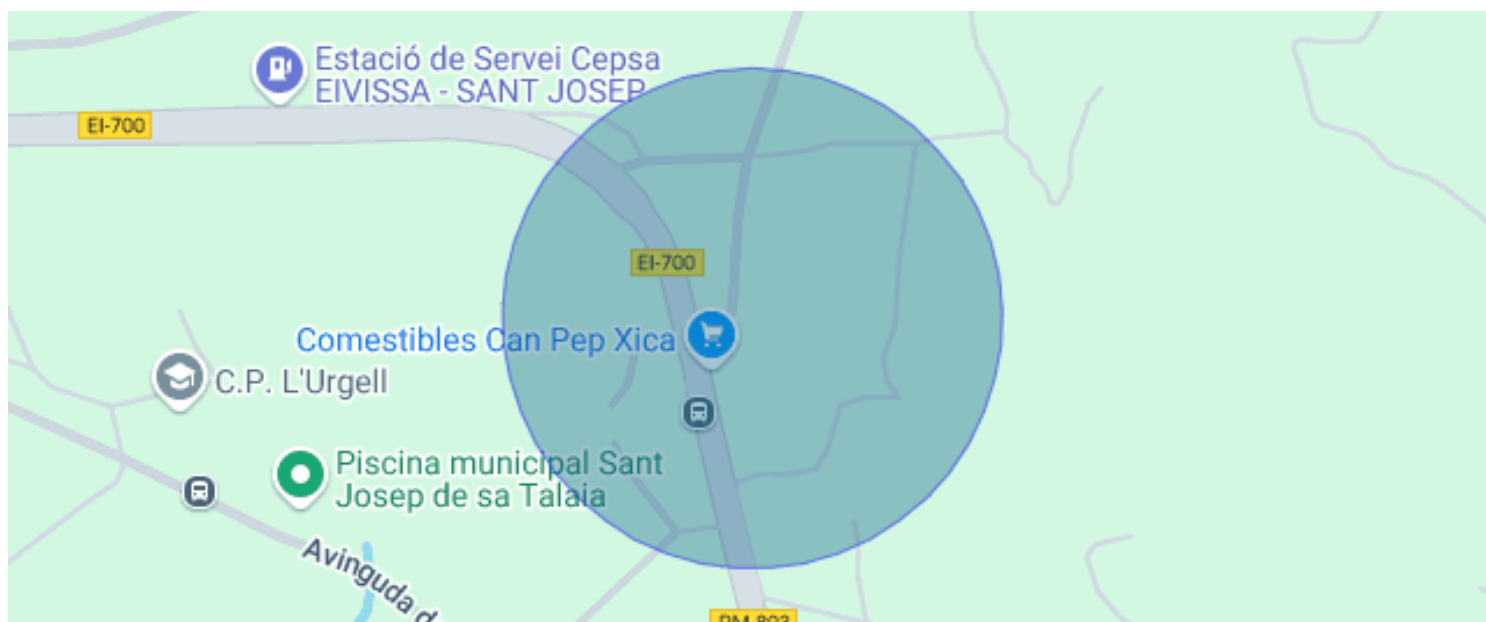 Estació de Servei Cepsa
EIVISSA - SANT JOSEP
EI-700
EI-700
Comestibles Can Pep Xica
C.P. L'Urgell
Piscina municipal Sant
Josep de sa Talaia
Avinguda d